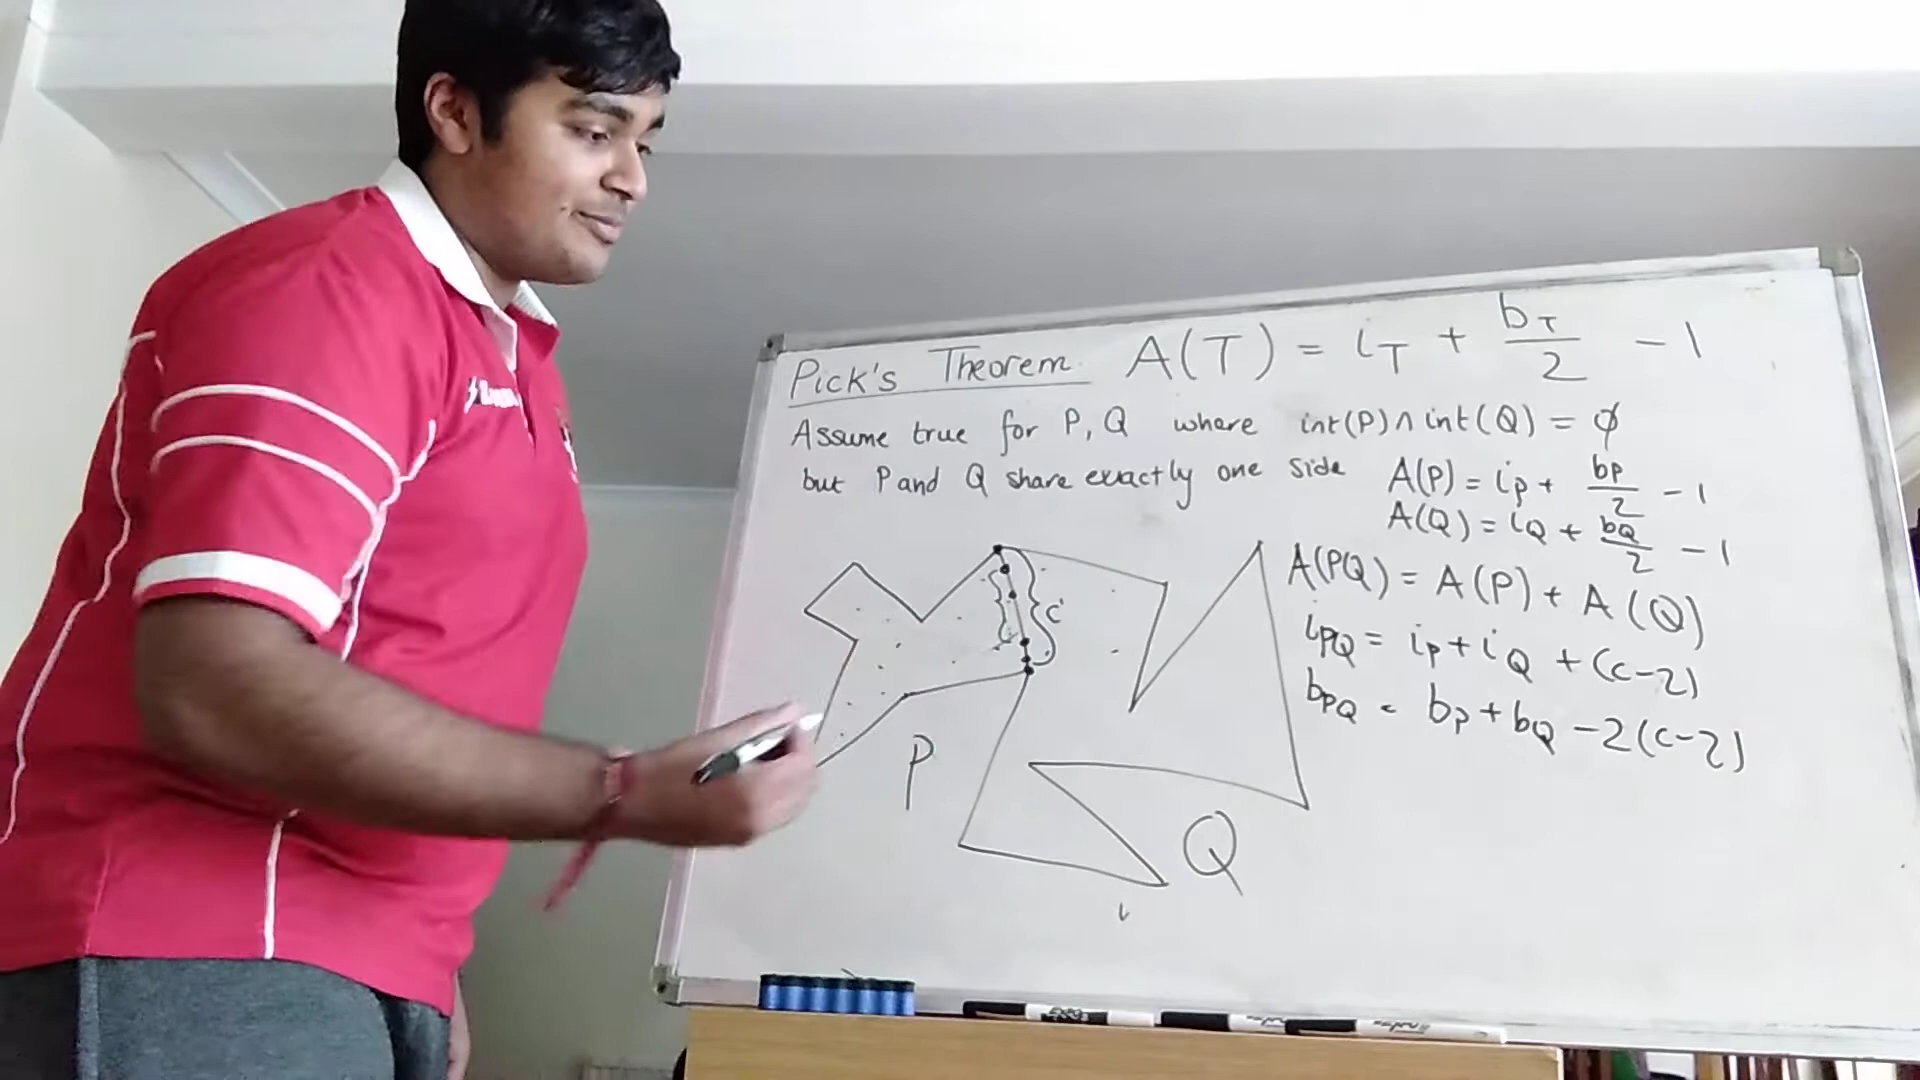 Pick's Theorem. A(T) = i_T + b_T/2 - 1
Assume true for P, Q where int(P) ∩ int(Q) = ∅
but P and Q share exactly one side
A(P) = i_P + b_P/2 - 1
A(Q) = i_Q + b_Q/2 - 1
A(PQ) = A(P) + A(Q)
i_PQ = i_P + i_Q + (c-2)
b_PQ = b_P + b_Q - 2(c-2)
c
P
Q